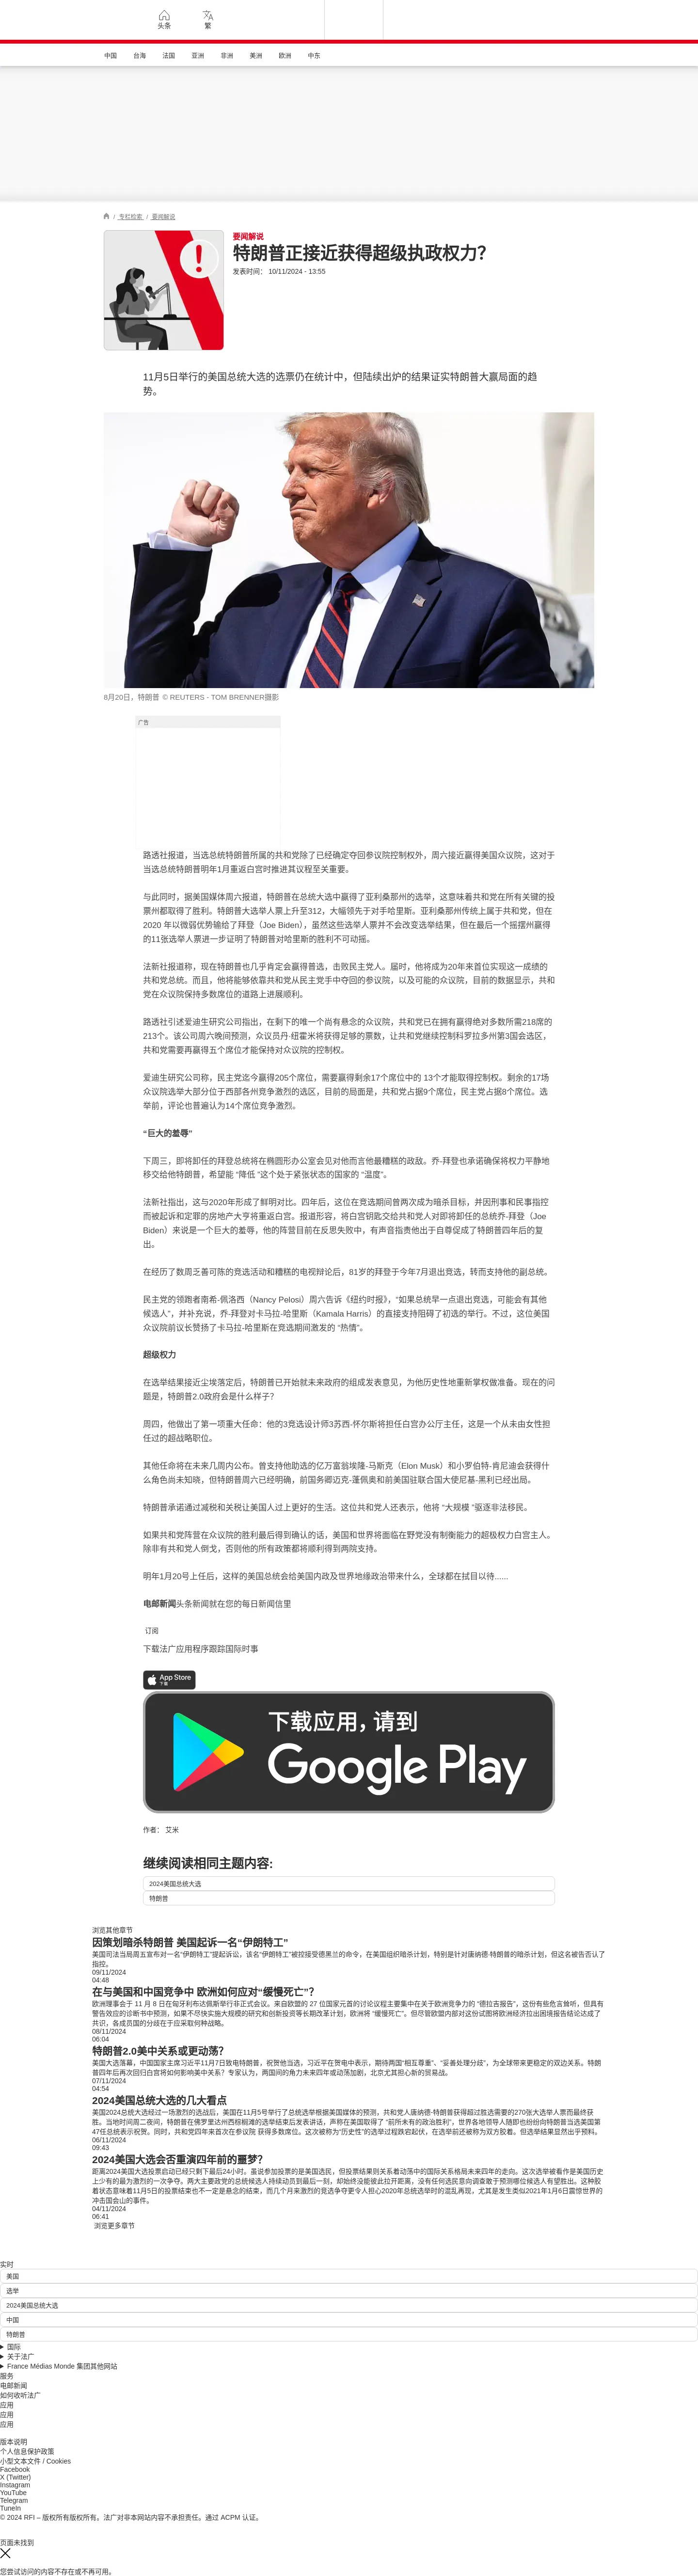 头条
繁
中国 台海 法国 亚洲 非洲 美洲 欧洲 中东
/ 专栏检索 / 要闻解说
要闻解说
特朗普正接近获得超级执政权力？
发表时间： 10/11/2024 - 13:55
11月5日举行的美国总统大选的选票仍在统计中，但陆续出炉的结果证实特朗普大赢局面的趋
势。
8月20日，特朗普 © REUTERS - TOM BRENNER摄影
广告
路透社报道，当选总统特朗普所属的共和党除了已经确定夺回参议院控制权外，周六接近赢得美国众议院，这对于
当选总统特朗普明年1月重返白宫时推进其议程至关重要。
与此同时，据美国媒体周六报道，特朗普在总统大选中赢得了亚利桑那州的选举，这意味着共和党在所有关键的投
票州都取得了胜利。特朗普大选举人票上升至312，大幅领先于对手哈里斯。亚利桑那州传统上属于共和党，但在
2020 年以微弱优势输给了拜登（Joe Biden），虽然这些选举人票并不会改变选举结果，但在最后一个摇摆州赢得
的11张选举人票进一步证明了特朗普对哈里斯的胜利不可动摇。
法新社报道称，现在特朗普也几乎肯定会赢得普选，击败民主党人。届时，他将成为20年来首位实现这一成绩的
共和党总统。而且，他将能够依靠共和党从民主党手中夺回的参议院，以及可能的众议院，目前的数据显示，共和
党在众议院保持多数席位的道路上进展顺利。
路透社引述爱迪生研究公司指出，在剩下的唯一个尚有悬念的众议院，共和党已在拥有赢得绝对多数所需218席的
213个。该公司周六晚间预测，众议员丹·纽霍米将获得足够的票数，让共和党继续控制科罗拉多州第3国会选区，
共和党需要再赢得五个席位才能保持对众议院的控制权。
爱迪生研究公司称，民主党迄今赢得205个席位，需要赢得剩余17个席位中的 13个才能取得控制权。剩余的17场
众议院选举大部分位于西部各州竞争激烈的选区，目前的局面是，共和党占据9个席位，民主党占据8个席位。选
举前，评论也普遍认为14个席位竞争激烈。
“巨大的羞辱”
下周三，即将卸任的拜登总统将在椭圆形办公室会见对他而言他最糟糕的政敌。乔-拜登也承诺确保将权力平静地
移交给他特朗普，希望能 “降低 ”这个处于紧张状态的国家的 “温度”。
法新社指出，这与2020年形成了鲜明对比。四年后，这位在竞选期间曾两次成为暗杀目标，并因刑事和民事指控
而被起诉和定罪的房地产大亨将重返白宫。报道形容，将白宫钥匙交给共和党人对即将卸任的总统乔-拜登（Joe
Biden）来说是一个巨大的羞辱，他的阵营目前在反思失败中，有声音指责他出于自尊促成了特朗普四年后的复
出。
在经历了数周乏善可陈的竞选活动和糟糕的电视辩论后，81岁的拜登于今年7月退出竞选，转而支持他的副总统。
民主党的领跑者南希-佩洛西（Nancy Pelosi）周六告诉《纽约时报》，“如果总统早一点退出竞选，可能会有其他
候选人”，并补充说，乔-拜登对卡马拉-哈里斯（Kamala Harris）的直接支持阻碍了初选的举行。不过，这位美国
众议院前议长赞扬了卡马拉-哈里斯在竞选期间激发的 “热情”。
超级权力
在选举结果接近尘埃落定后，特朗普已开始就未来政府的组成发表意见，为他历史性地重新掌权做准备。现在的问
题是，特朗普2.0政府会是什么样子？
周四，他做出了第一项重大任命：他的3竞选设计师3苏西-怀尔斯将担任白宫办公厅主任，这是一个从未由女性担
任过的超战略职位。
其他任命将在未来几周内公布。曾支持他助选的亿万富翁埃隆-马斯克（Elon Musk）和小罗伯特-肯尼迪会获得什
么角色尚未知晓，但特朗普周六已经明确，前国务卿迈克-蓬佩奥和前美国驻联合国大使尼基-黑利已经出局。
特朗普承诺通过减税和关税让美国人过上更好的生活。这位共和党人还表示，他将 “大规模 ”驱逐非法移民。
如果共和党阵营在众议院的胜利最后得到确认的话，美国和世界将面临在野党没有制衡能力的超极权力白宫主人。
除非有共和党人倒戈，否则他的所有政策都将顺利得到两院支持。
明年1月20号上任后，这样的美国总统会给美国内政及世界地缘政治带来什么，全球都在拭目以待......
电邮新闻头条新闻就在您的每日新闻信里
订阅
下载法广应用程序跟踪国际时事
App Store
下载
下载应用，请到
Google Play
作者： 艾米
继续阅读相同主题内容：
2024美国总统大选
特朗普
浏览其他章节
因策划暗杀特朗普 美国起诉一名“伊朗特工”
美国司法当局周五宣布对一名“伊朗特工”提起诉讼，该名“伊朗特工”被控接受德黑兰的命令，在美国组织暗杀计划，特别是针对唐纳德·特朗普的暗杀计划，但这名被告否认了
指控。
09/11/2024
04:48
在与美国和中国竞争中 欧洲如何应对“缓慢死亡”？
欧洲理事会于 11 月 8 日在匈牙利布达佩斯举行非正式会议。来自欧盟的 27 位国家元首的讨论议程主要集中在关于欧洲竞争力的 “德拉吉报告”，这份有些危言耸听，但具有
警告效应的诊断书中预测，如果不尽快实施大规模的研究和创新投资等长期改革计划，欧洲将 “缓慢死亡”。但尽管欧盟内部对这份试图将欧洲经济拉出困境报告结论达成了
共识，各成员国的分歧在于应采取何种战略。
08/11/2024
06:04
特朗普2.0美中关系或更动荡？
美国大选落幕，中国国家主席习近平11月7日致电特朗普，祝贺他当选，习近平在贺电中表示，期待两国“相互尊重”、“妥善处理分歧”，为全球带来更稳定的双边关系。特朗
普四年后再次回归白宫将如何影响美中关系？专家认为，两国间的角力未来四年或动荡加剧，北京尤其担心新的贸易战。
07/11/2024
04:54
2024美国总统大选的几大看点
美国2024总统大选经过一场激烈的选战后，美国在11月5号举行了总统选举根据美国媒体的预测，共和党人唐纳德·特朗普获得超过胜选需要的270张大选举人票而最终获
胜。当地时间周二夜间，特朗普在佛罗里达州西棕榈滩的选举结束后发表讲话，声称在美国取得了 “前所未有的政治胜利”，世界各地领导人随即也纷纷向特朗普当选美国第
47任总统表示祝贺。同时，共和党四年来首次在参议院 获得多数席位。这次被称为“历史性”的选举过程跌宕起伏，在选举前还被称为双方胶着。但选举结果显然出乎预料。
06/11/2024
09:43
2024美国大选会否重演四年前的噩梦？
距离2024美国大选投票启动已经只剩下最后24小时。虽说参加投票的是美国选民，但投票结果则关系着动荡中的国际关系格局未来四年的走向。这次选举被看作是美国历史
上少有的最为激烈的一次争夺。两大主要政党的总统候选人持续动员到最后一刻，却始终没能彼此拉开距离，没有任何选民意向调查敢于预测哪位候选人有望胜出。这种胶
着状态意味着11月5日的投票结束也不一定是悬念的结束，而几个月来激烈的竞选争夺更令人担心2020年总统选举时的混乱再现，尤其是发生类似2021年1月6日震惊世界的
冲击国会山的事件。
04/11/2024
06:41
浏览更多章节
实时
美国
选举
2024美国总统大选
中国
特朗普
国际
关于法广
France Médias Monde 集团其他网站
服务
电邮新闻
如何收听法广
应用
应用
应用
版本说明
个人信息保护政策
小型文本文件 / Cookies
Facebook
X (Twitter)
Instagram
YouTube
Telegram
TuneIn
© 2024 RFI – 版权所有版权所有。法广对非本网站内容不承担责任。通过 ACPM 认证。
页面未找到
您尝试访问的内容不存在或不再可用。